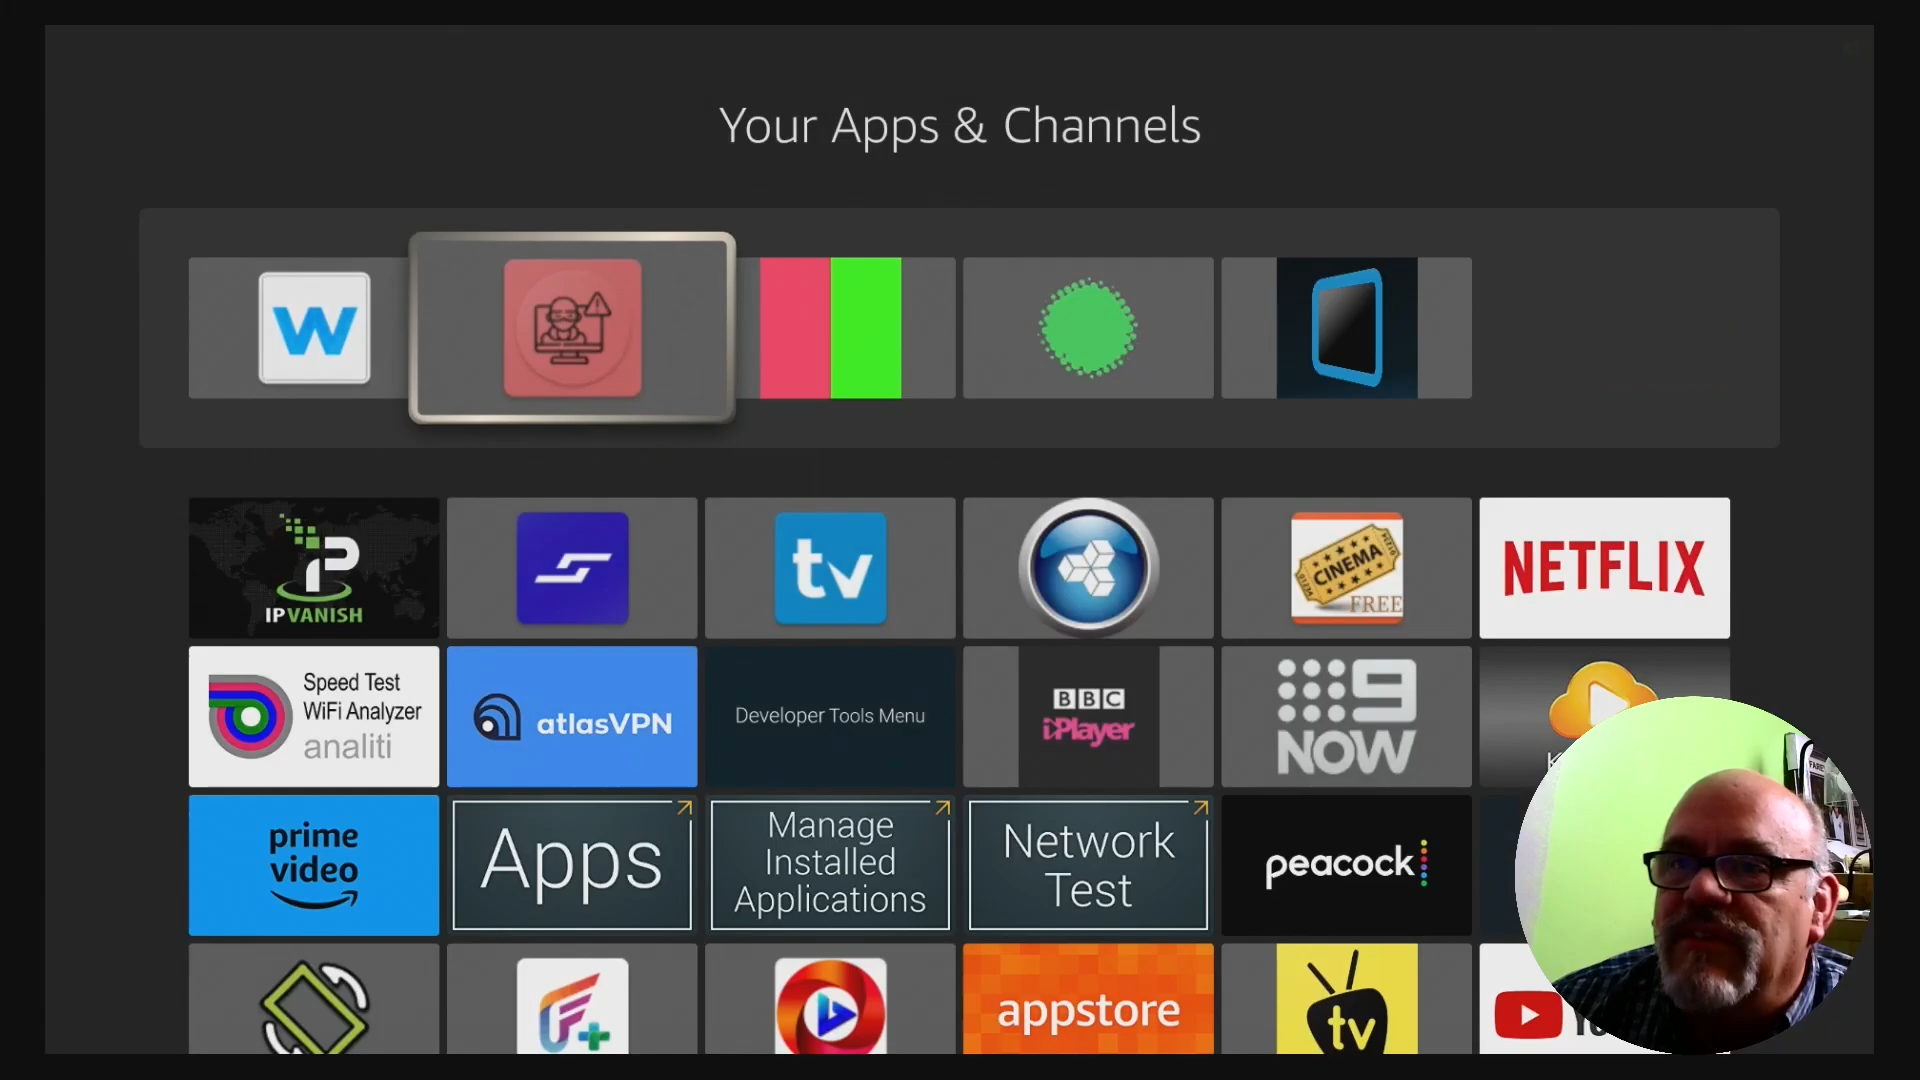 Your Apps & Channels
W
IPVANISH
tv
CINEMA
FREE
NETFLIX
Speed Test
WiFi Analyzer
analiti
atlasVPN
Developer Tools Menu
BBC
iPlayer
9
NOW
prime
video
Apps
Manage
Installed
Applications
Network
Test
peacock
appstore
tv